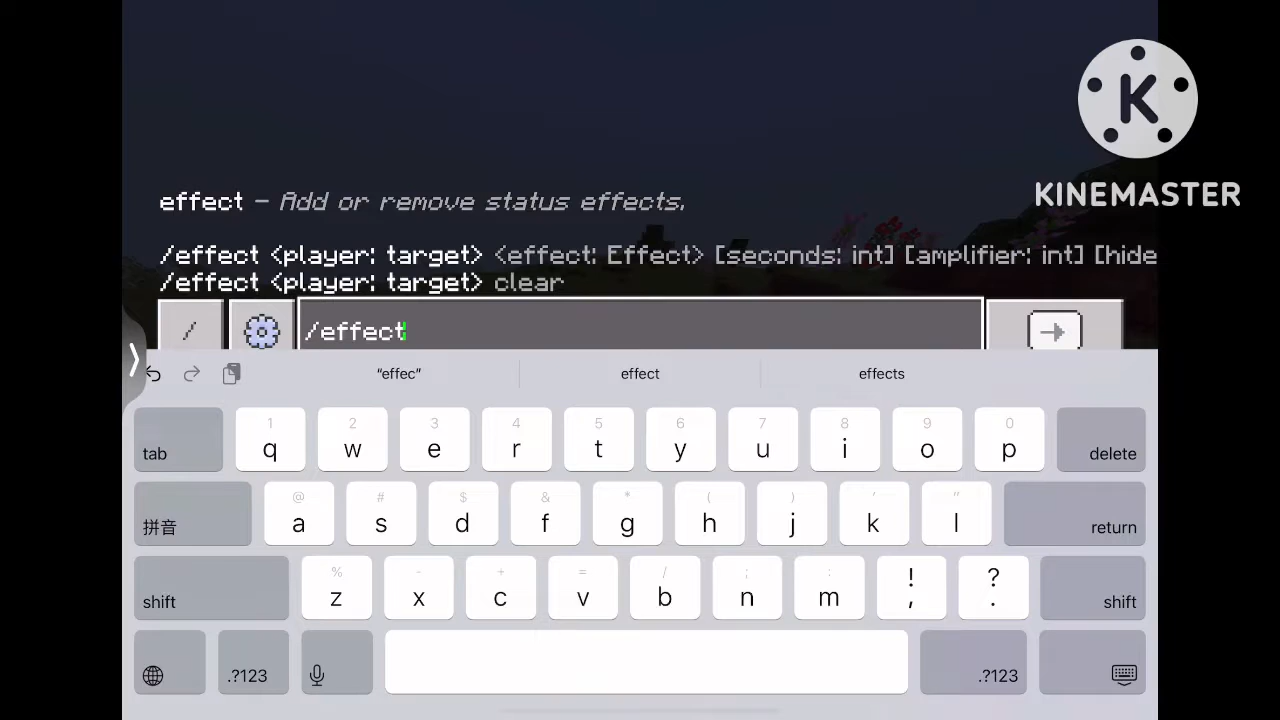 K
KINEMASTER
effect - Add or remove status effects.
/effect <player: target> <effect: Effect> [seconds: int] [amplifier: int] [hide
/effect <player: target> clear
/
/effect
“effec” effect effects
tab 1 q 2 w 3 e 4 r 5 t 6 y 7 u 8 i 9 o 0 p delete
拼音 @ a # s $ d & f * g ( h ) j ' k " l return
shift % z - x + c = v / b ; n : m ! , ? . shift
.?123 .?123